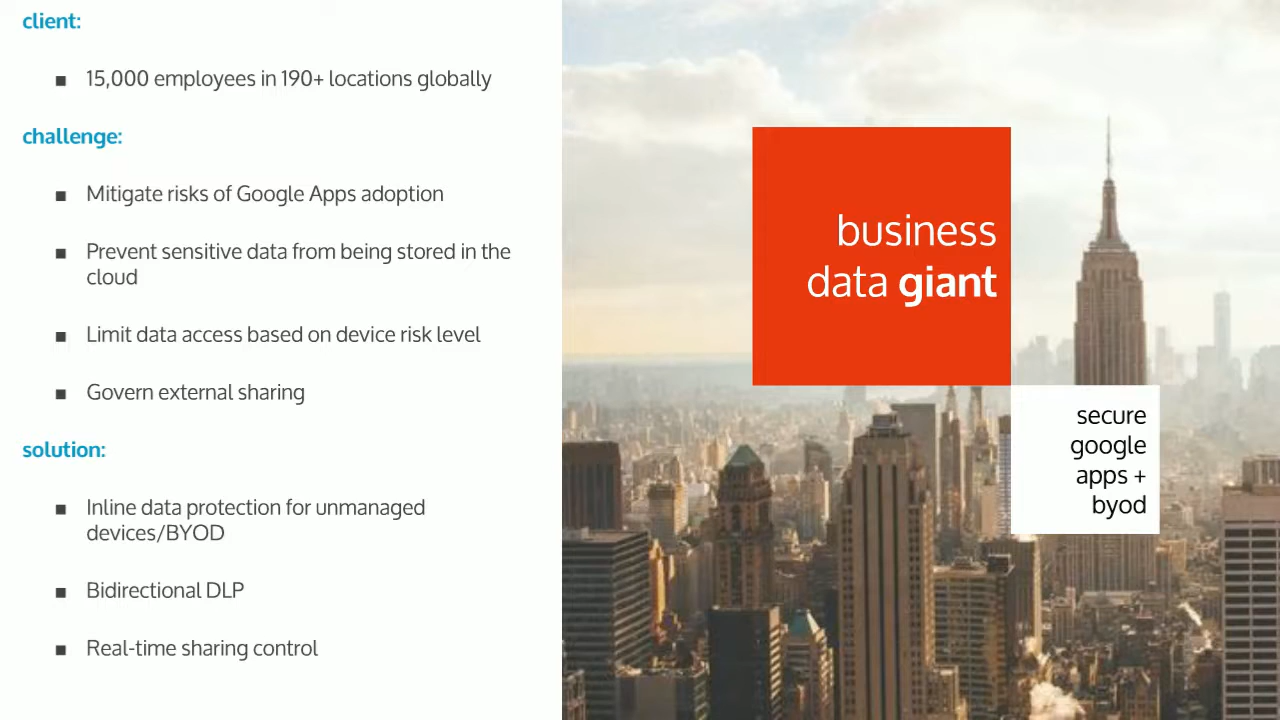 client:
■ 15,000 employees in 190+ locations globally
challenge:
■ Mitigate risks of Google Apps adoption
■ Prevent sensitive data from being stored in the
cloud
■ Limit data access based on device risk level
■ Govern external sharing
solution:
■ Inline data protection for unmanaged
devices/BYOD
■ Bidirectional DLP
■ Real-time sharing control
business
data giant
secure
google
apps +
byod